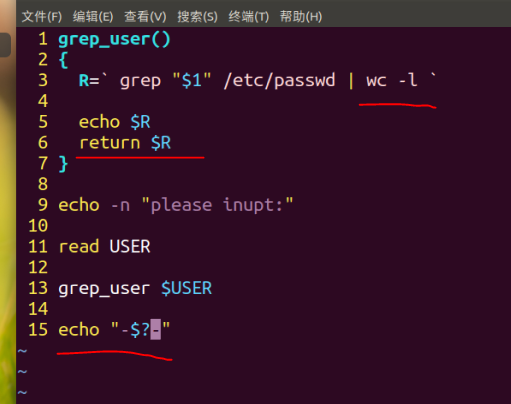 文件(F) 编辑(E) 查看(V) 搜索(S) 终端(T) 帮助(H)
1 grep_user()
2 {
3   R=` grep "$1" /etc/passwd | wc -l `
4
5   echo $R
6   return $R
7 }
8
9 echo -n "please inupt:"
10
11 read USER
12
13 grep_user $USER
14
15 echo "-$?-"
~
~
~